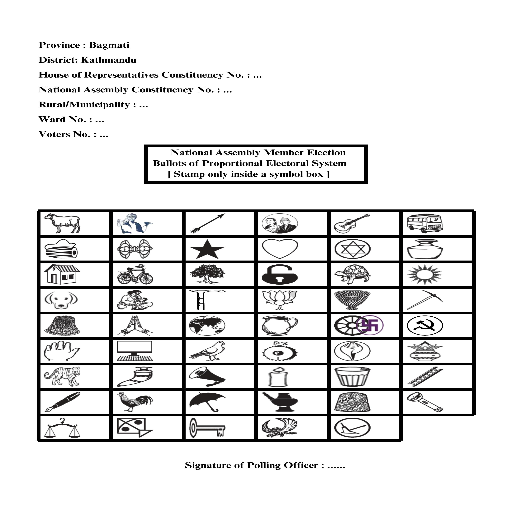 Province : Bagmati
District: Kathmandu
House of Representatives Constituency No. : ...
National Assembly Constituency No. : ...
Rural/Municipality : ...
Ward No. : ...
Voters No. : ...
National Assembly Member Election
Ballots of Proportional Electoral System
[ Stamp only inside a symbol box ]
Signature of Polling Officer : ......